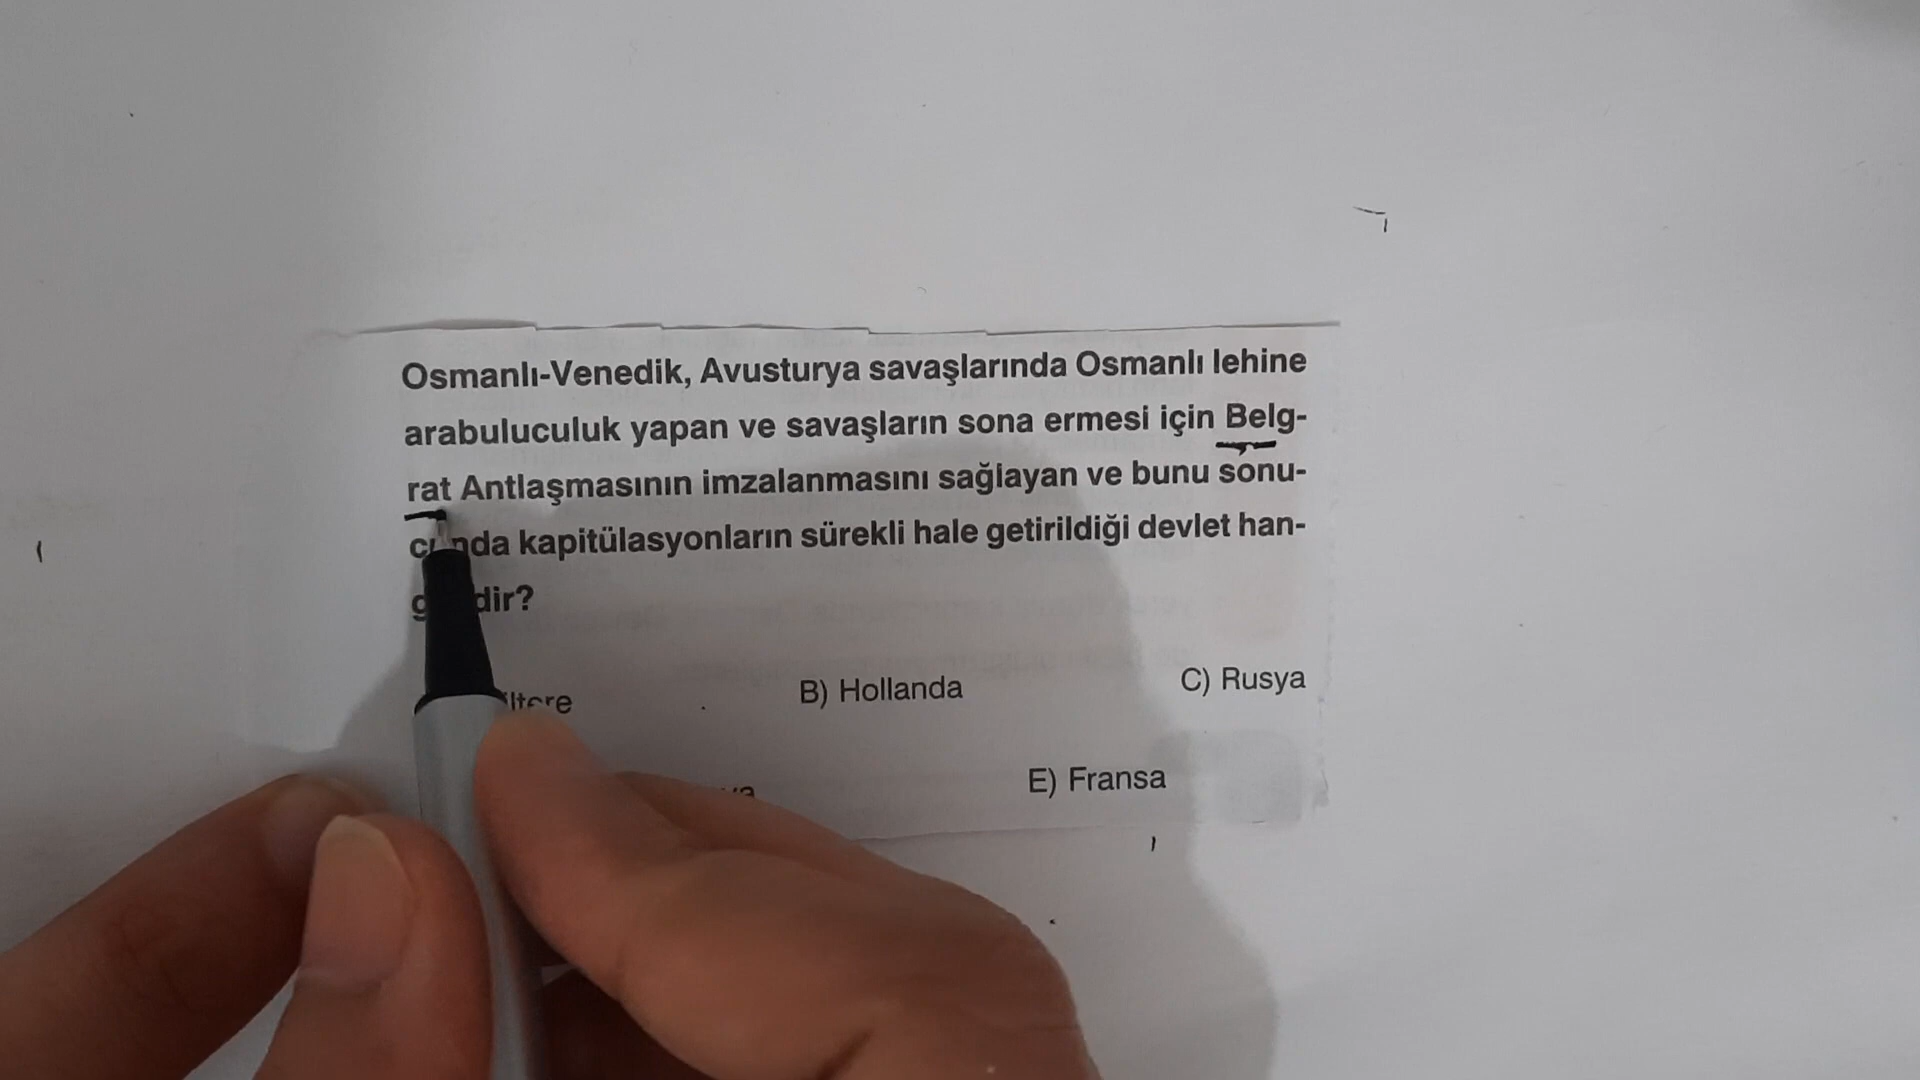 Osmanlı-Venedik, Avusturya savaşlarında Osmanlı lehine
arabuluculuk yapan ve savaşların sona ermesi için Belg-
rat Antlaşmasının imzalanmasını sağlayan ve bunu sonu-
kapitülasyonların sürekli hale getirildiği devlet han-
dir?
B) Hollanda
C) Rusya
E) Fransa